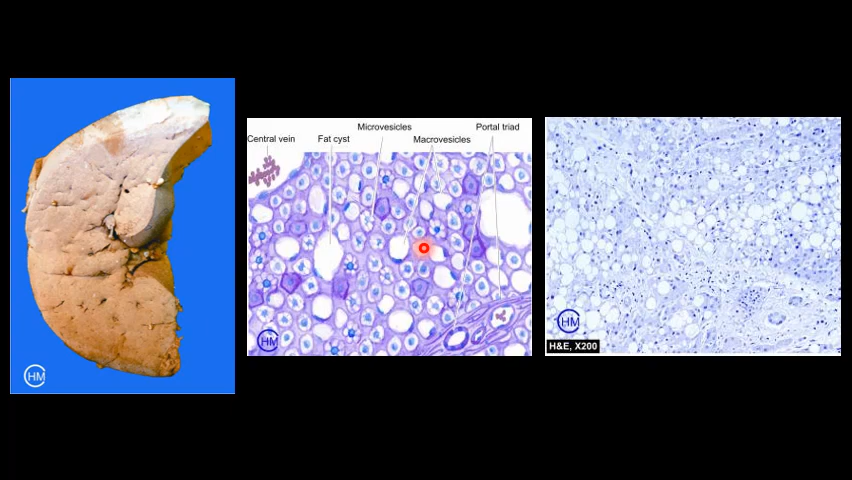 Microvesicles
Portal triad
Central vein
Fat cyst
Macrovesicles
HM
HM
HM
H&E, X200